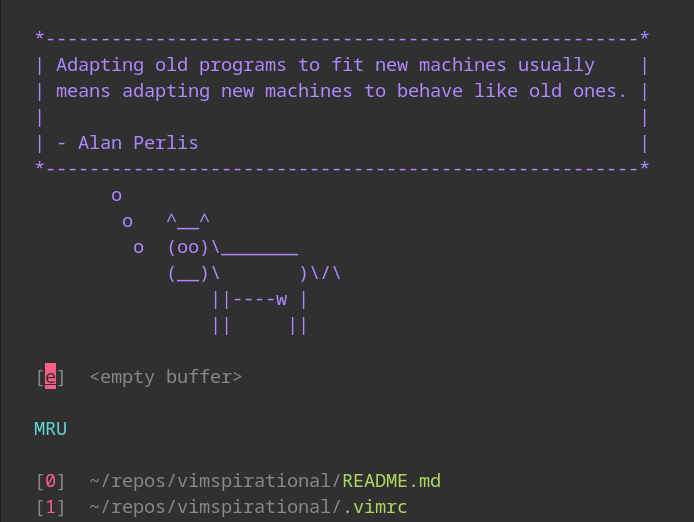 *------------------------------------------------------*
| Adapting old programs to fit new machines usually    |
| means adapting new machines to behave like old ones. |
|                                                      |
| - Alan Perlis                                        |
*------------------------------------------------------*
       o
        o   ^__^
         o  (oo)\_______
            (__)\       )\/\
                ||----w |
                ||     ||
[e]  <empty buffer>
MRU
[0]  ~/repos/vimspirational/README.md
[1]  ~/repos/vimspirational/.vimrc